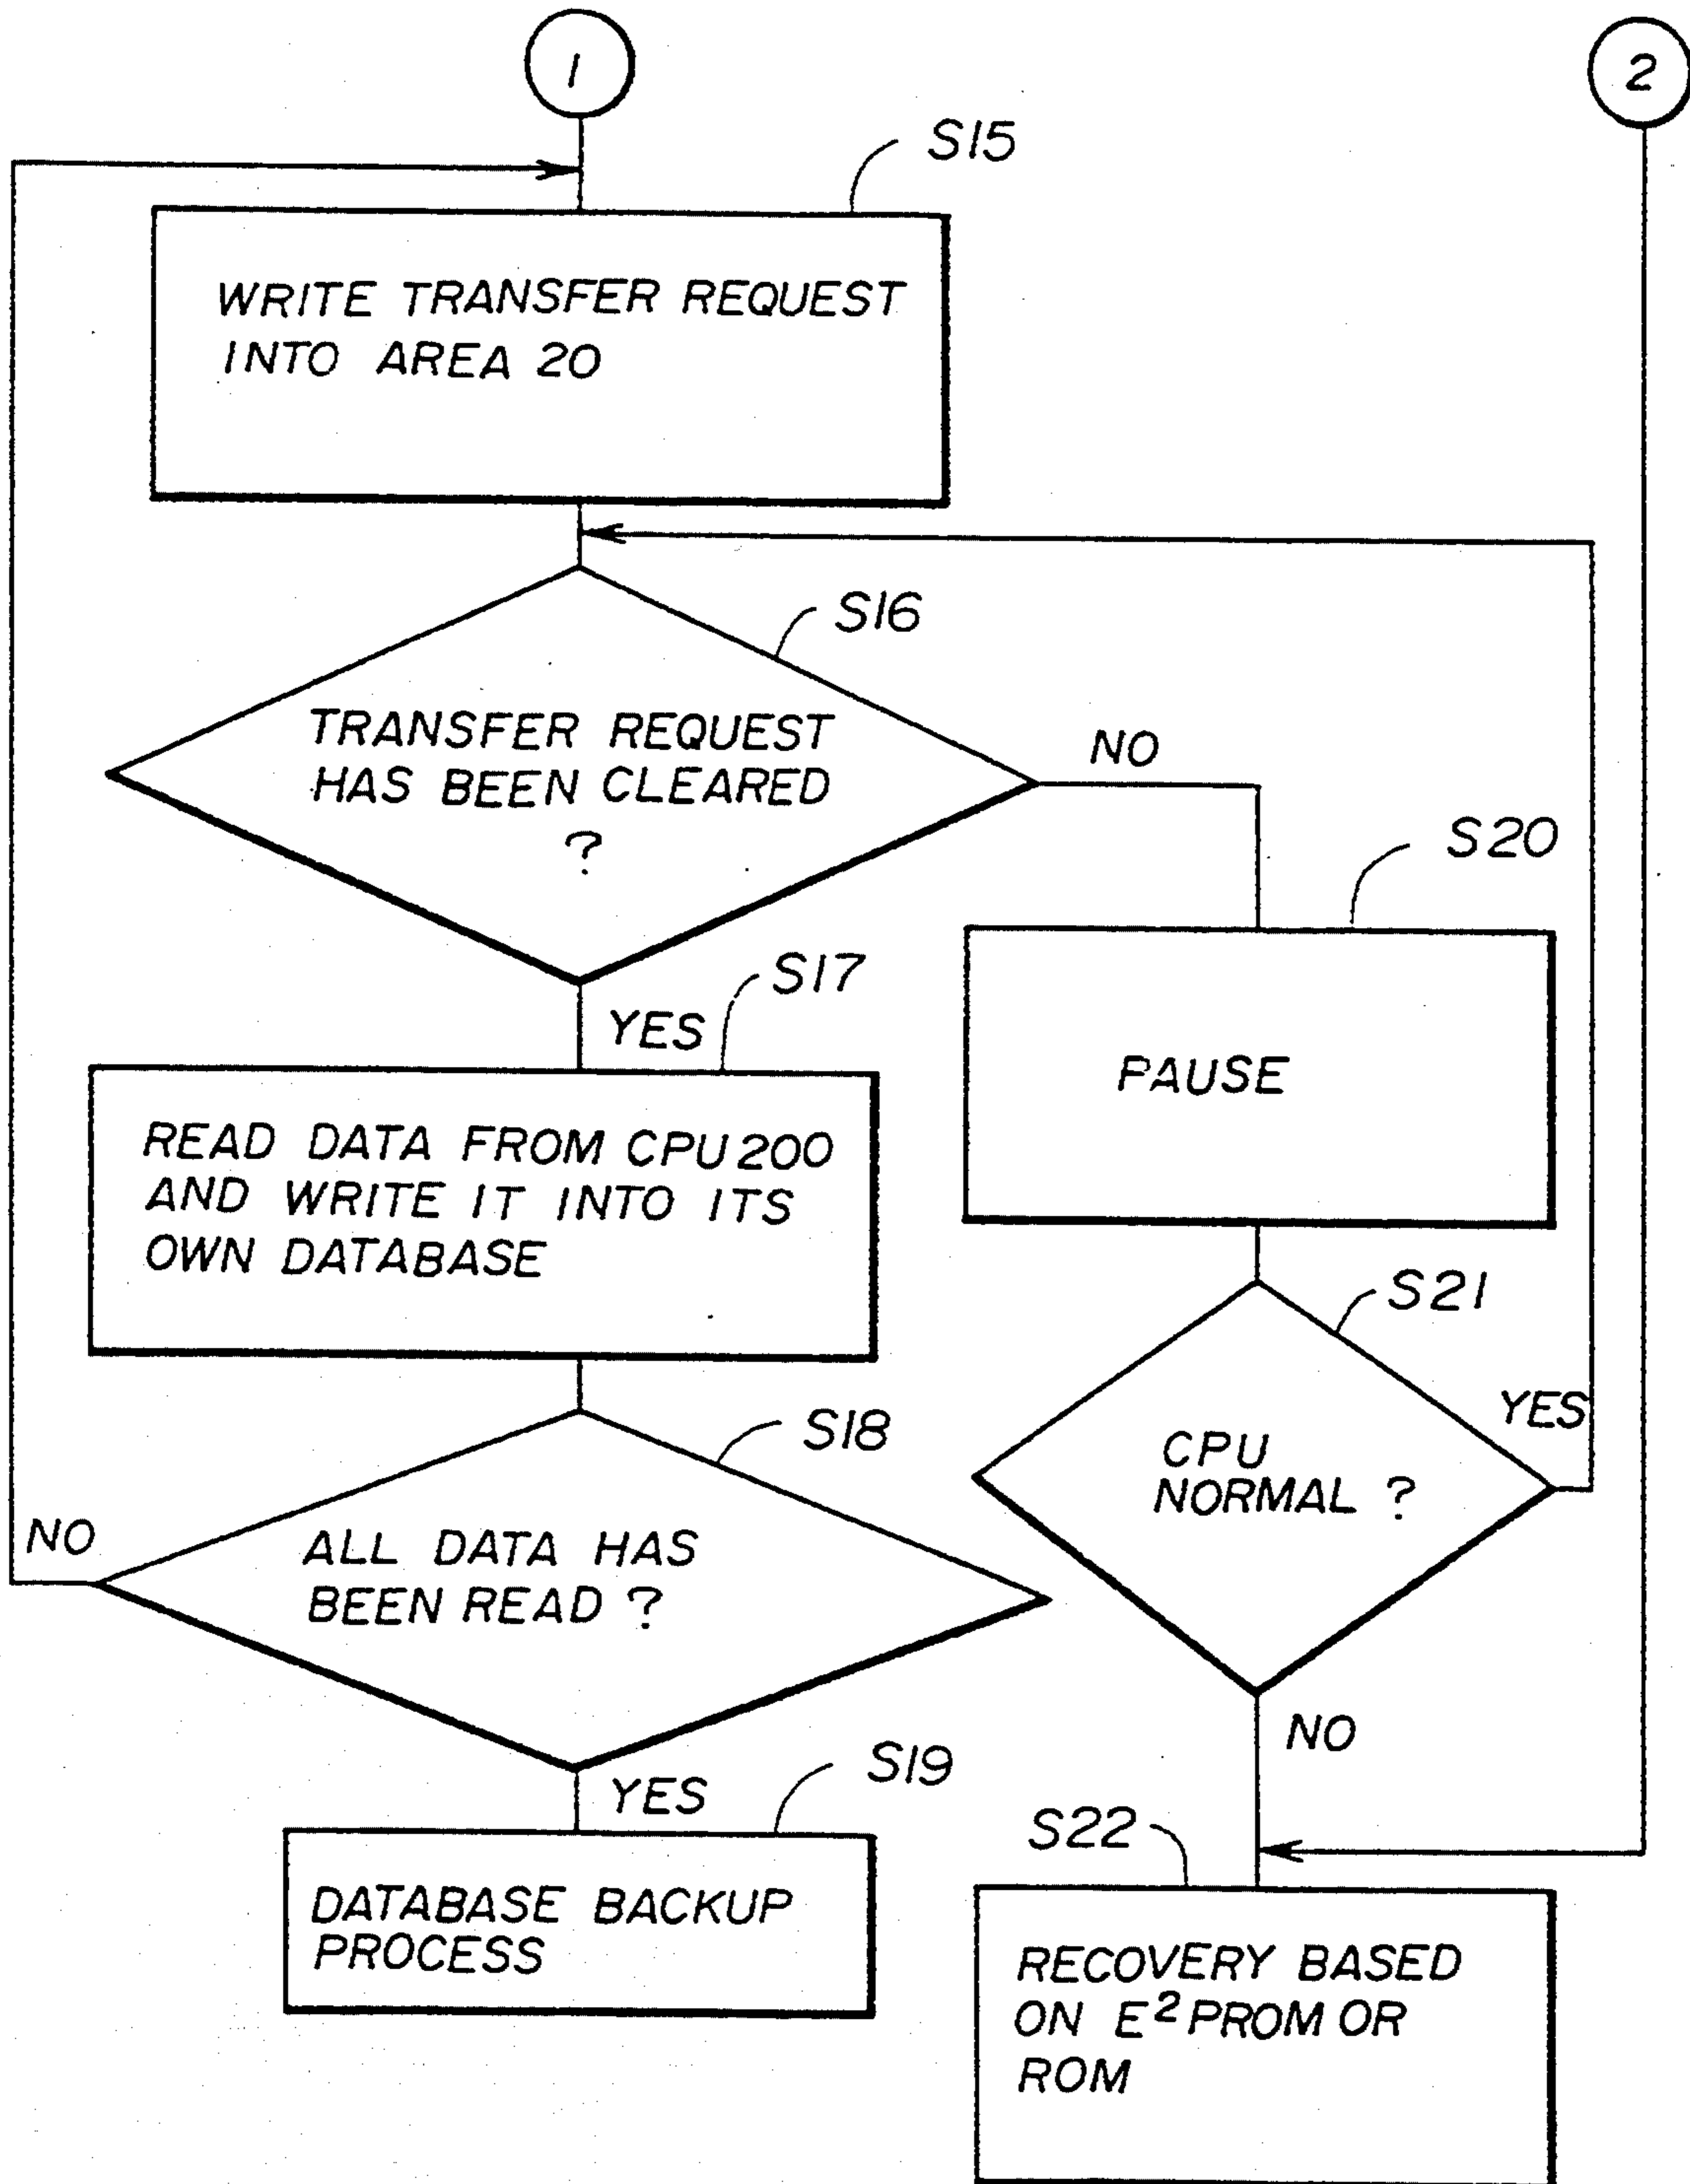 1
2
S15
WRITE TRANSFER REQUEST
INTO AREA 20
S16
TRANSFER REQUEST
HAS BEEN CLEARED
?
NO
S20
PAUSE
S17
YES
READ DATA FROM CPU200
AND WRITE IT INTO ITS
OWN DATABASE
S21
CPU
NORMAL ?
YES
NO
S18
ALL DATA HAS
BEEN READ ?
NO
YES
S19
DATABASE BACKUP
PROCESS
S22
RECOVERY BASED
ON E²PROM OR
ROM